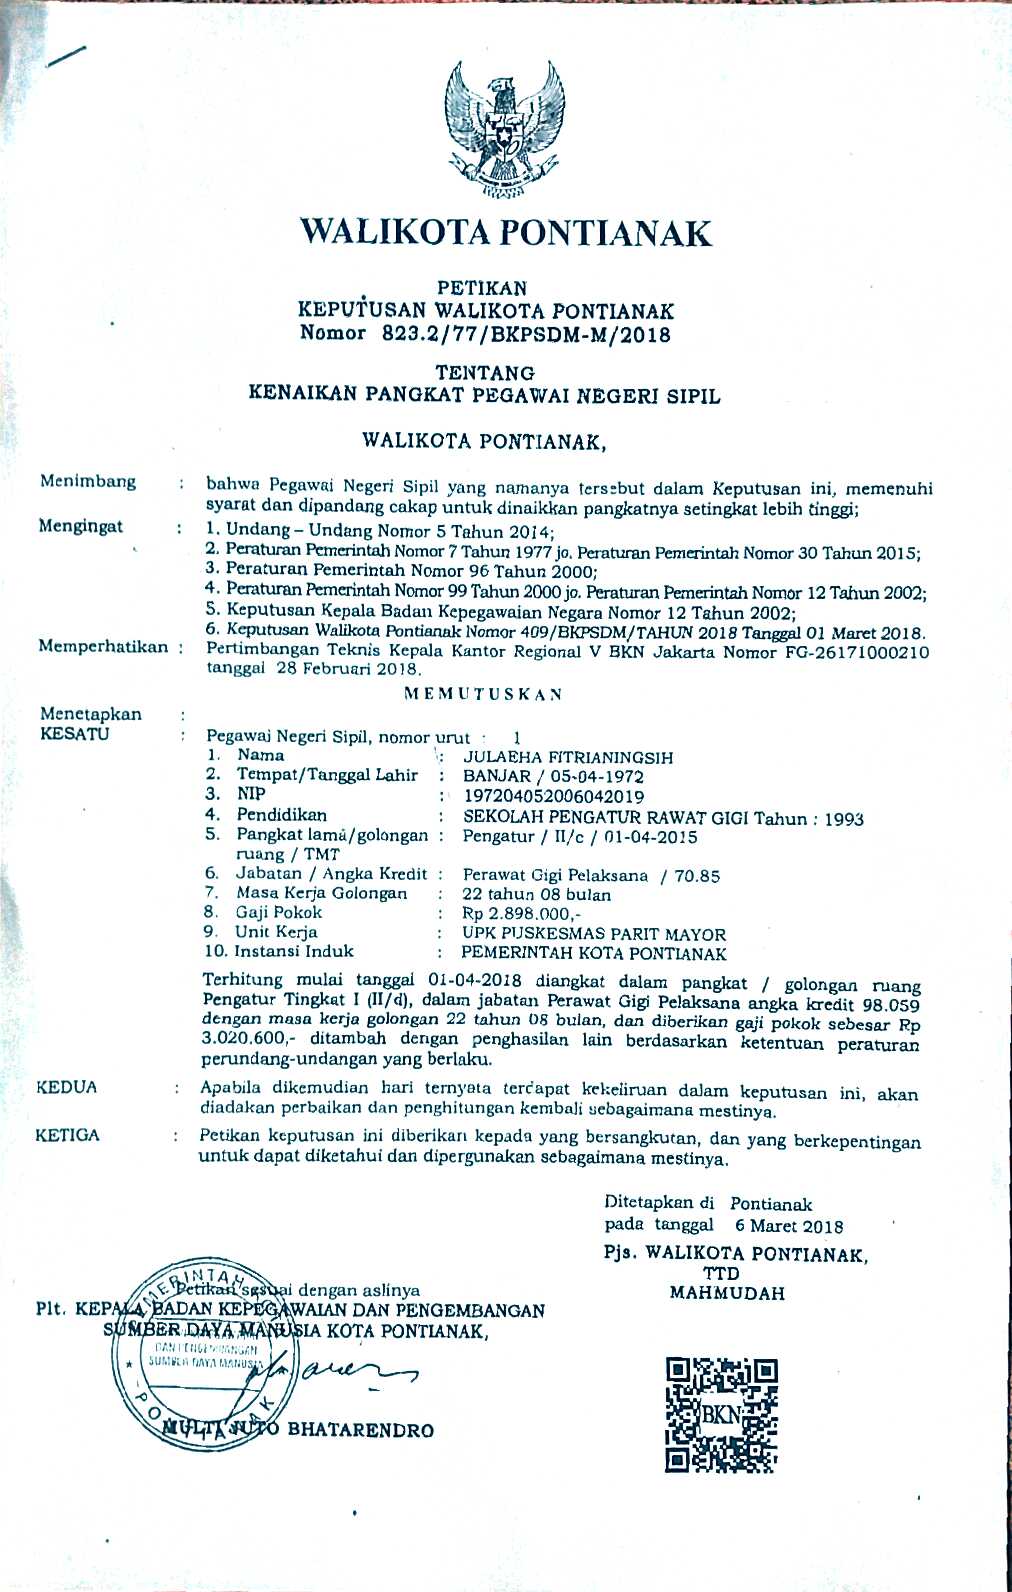 WALIKOTA PONTIANAK
PETIKAN
KEPUTUSAN WALIKOTA PONTIANAK
Nomor 823.2/77/BKPSDM-M/2018
TENTANG
KENAIKAN PANGKAT PEGAWAI NEGERI SIPIL
WALIKOTA PONTIANAK,
Menimbang : bahwa Pegawai Negeri Sipil yang namanya tersebut dalam Keputusan ini, memenuhi
syarat dan dipandang cakap untuk dinaikkan pangkatnya setingkat lebih tinggi;
Mengingat : 1. Undang – Undang Nomor 5 Tahun 2014;
2. Peraturan Pemerintah Nomor 7 Tahun 1977 jo. Peraturan Pemerintah Nomor 30 Tahun 2015;
3. Peraturan Pemerintah Nomor 96 Tahun 2000;
4. Peraturan Pemerintah Nomor 99 Tahun 2000 jo. Peraturan Pemerintah Nomor 12 Tahun 2002;
5. Keputusan Kepala Badan Kepegawaian Negara Nomor 12 Tahun 2002;
6. Keputusan Walikota Pontianak Nomor 409/BKPSDM/TAHUN 2018 Tanggal 01 Maret 2018.
Memperhatikan : Pertimbangan Teknis Kepala Kantor Regional V BKN Jakarta Nomor FG-26171000210
tanggal 28 Februari 2018.
MEMUTUSKAN
Menetapkan :
KESATU : Pegawai Negeri Sipil, nomor urut : 1
1. Nama : JULAEHA FITRIANINGSIH
2. Tempat/Tanggal Lahir : BANJAR / 05-04-1972
3. NIP : 197204052006042019
4. Pendidikan : SEKOLAH PENGATUR RAWAT GIGI Tahun : 1993
5. Pangkat lama/golongan : Pengatur / II/c / 01-04-2015
ruang / TMT
6. Jabatan / Angka Kredit : Perawat Gigi Pelaksana / 70.85
7. Masa Kerja Golongan : 22 tahun 08 bulan
8. Gaji Pokok : Rp 2.898.000,-
9. Unit Kerja : UPK PUSKESMAS PARIT MAYOR
10. Instansi Induk : PEMERINTAH KOTA PONTIANAK
Terhitung mulai tanggal 01-04-2018 diangkat dalam pangkat / golongan ruang
Pengatur Tingkat I (II/d), dalam jabatan Perawat Gigi Pelaksana angka kredit 98.059
dengan masa kerja golongan 22 tahun 08 bulan, dan diberikan gaji pokok sebesar Rp
3.020.600,- ditambah dengan penghasilan lain berdasarkan ketentuan peraturan
perundang-undangan yang berlaku.
KEDUA : Apabila dikemudian hari ternyata terdapat kekeliruan dalam keputusan ini, akan
diadakan perbaikan dan penghitungan kembali sebagaimana mestinya.
KETIGA : Petikan keputusan ini diberikan kepada yang bersangkutan, dan yang berkepentingan
untuk dapat diketahui dan dipergunakan sebagaimana mestinya.
Ditetapkan di Pontianak
pada tanggal 6 Maret 2018
Pjs. WALIKOTA PONTIANAK,
TTD
MAHMUDAH
Petikan sesuai dengan aslinya
Plt. KEPALA BADAN KEPEGAWAIAN DAN PENGEMBANGAN
SUMBER DAYA MANUSIA KOTA PONTIANAK,
DAN PENGEMBANGAN
SUMBER DAYA MANUSIA
MULTI JUTO BHATARENDRO
BKN